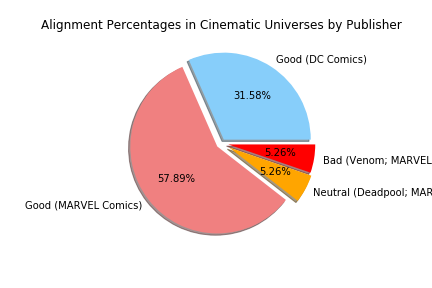 Alignment Percentages in Cinematic Universes by Publisher
Good (DC Comics)
31.58%
5.26%
Bad (Venom; MARVEL
5.26%
Neutral (Deadpool; MAR
57.89%
Good (MARVEL Comics)